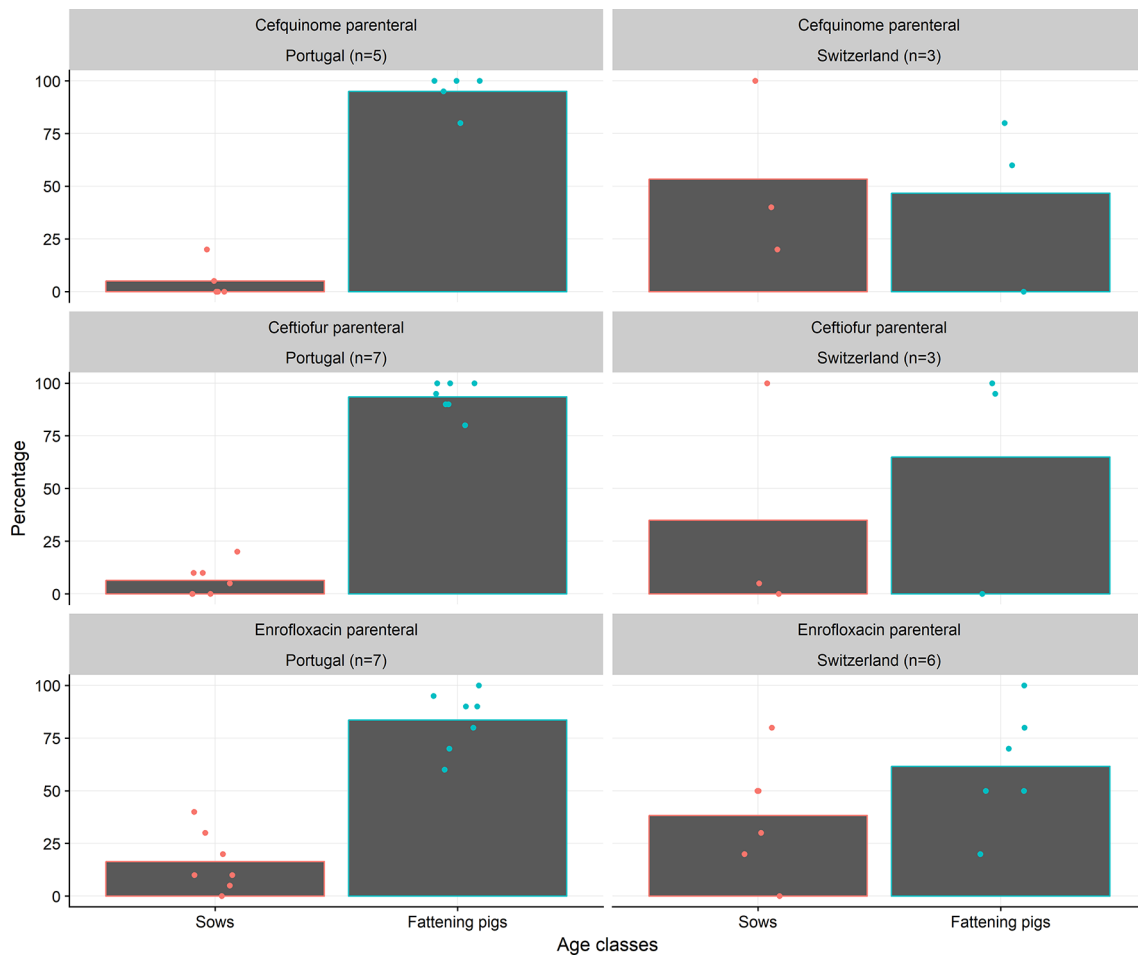 Cefquinome parenteral
Portugal (n=5)
Cefquinome parenteral
Switzerland (n=3)
100
75
50
25
0
Ceftiofur parenteral
Portugal (n=7)
Ceftiofur parenteral
Switzerland (n=3)
100
75
50
25
0
Percentage
Enrofloxacin parenteral
Portugal (n=7)
Enrofloxacin parenteral
Switzerland (n=6)
100
75
50
25
0
Sows
Fattening pigs
Sows
Fattening pigs
Age classes